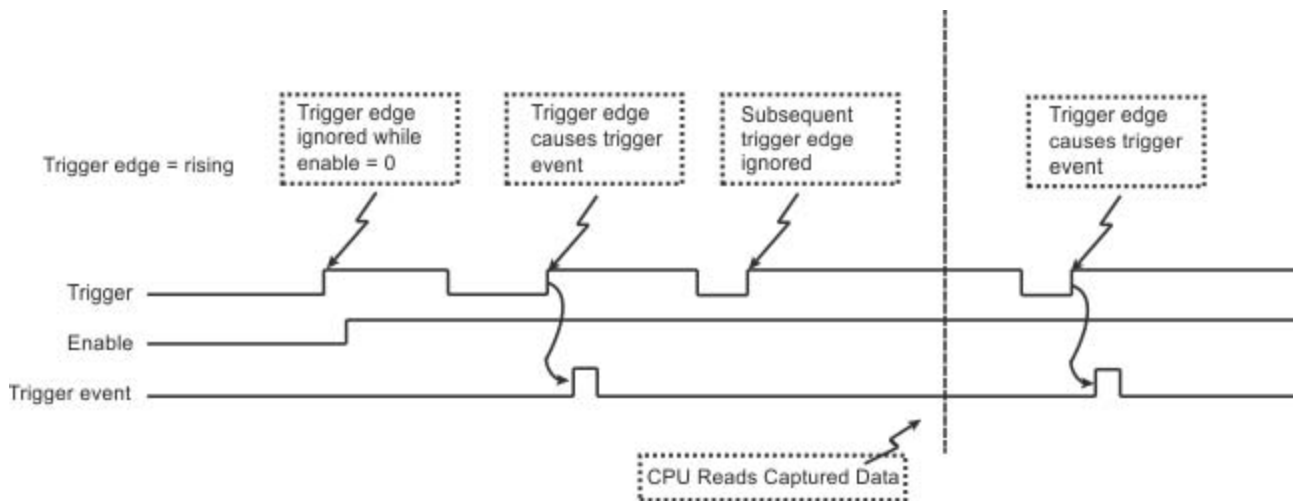 Trigger edge
ignored while
enable = 0
Trigger edge
causes trigger
event
Subsequent
trigger edge
ignored
Trigger edge
causes trigger
event
Trigger edge = rising
Trigger
Enable
Trigger event
CPU Reads Captured Data